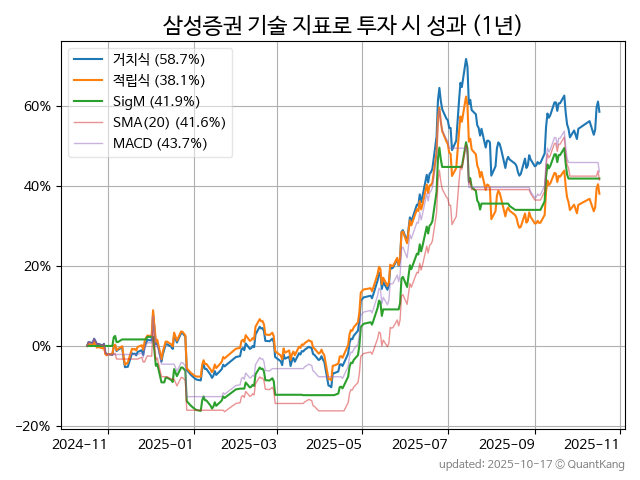 삼성증권 기술 지표로 투자 시 성과 (1년)
거치식 (58.7%)
적립식 (38.1%)
SigM (41.9%)
SMA(20) (41.6%)
MACD (43.7%)
60%
40%
20%
0%
−20%
2024−11
2025−01
2025−03
2025−05
2025−07
2025−09
2025−11
updated: 2025-10-17 © QuantKang